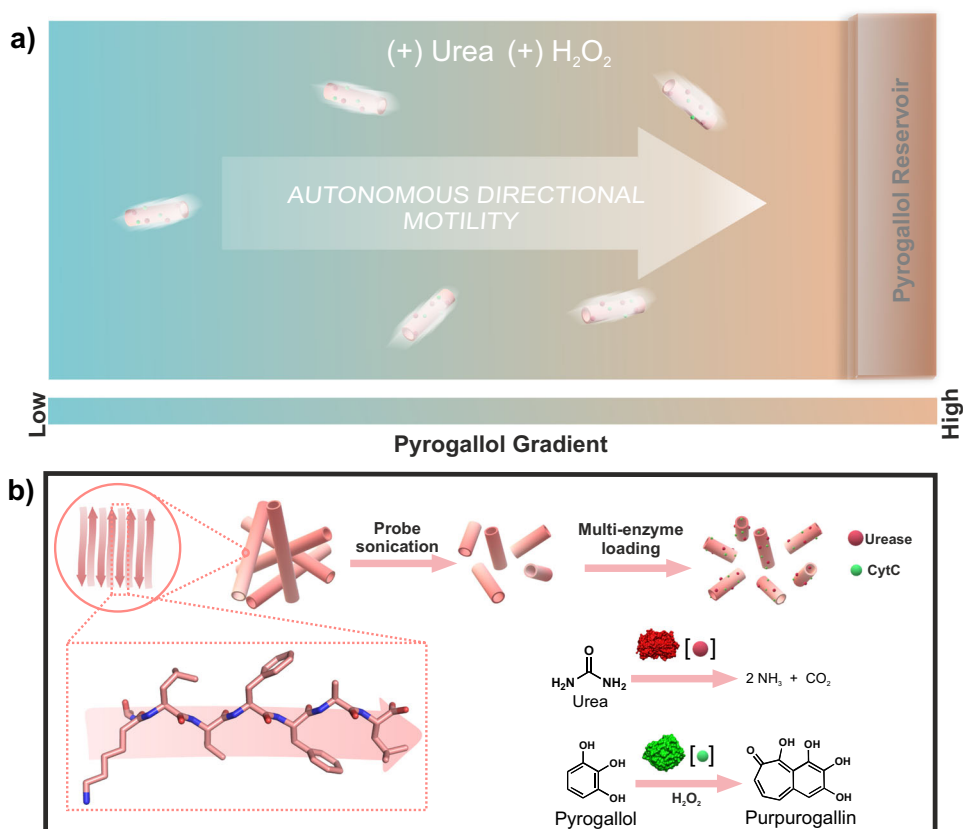 a)
(+) Urea (+) H₂O₂
AUTONOMOUS DIRECTIONAL
MOTILITY
Pyrogallol Reservoir
Low
High
Pyrogallol Gradient
b)
Probe
sonication
Multi-enzyme
loading
Urease
CytC
O
H₂N NH₂
Urea
[ ]
2 NH₃ + CO₂
OH
OH
OH
Pyrogallol
[ ]
H₂O₂
O OH OH
OH
OH
Purpurogallin